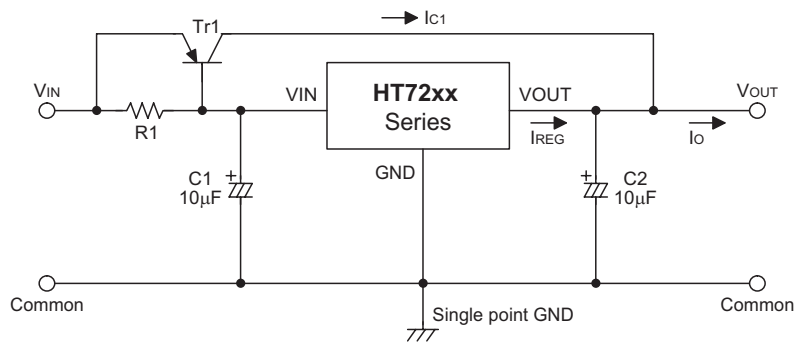 Tr1
IC1
VIN
R1
VIN
HT72xx
Series
VOUT
IREG
IO
VOUT
GND
C1
10μF
+
C2
10μF
+
Common
Single point GND
Common